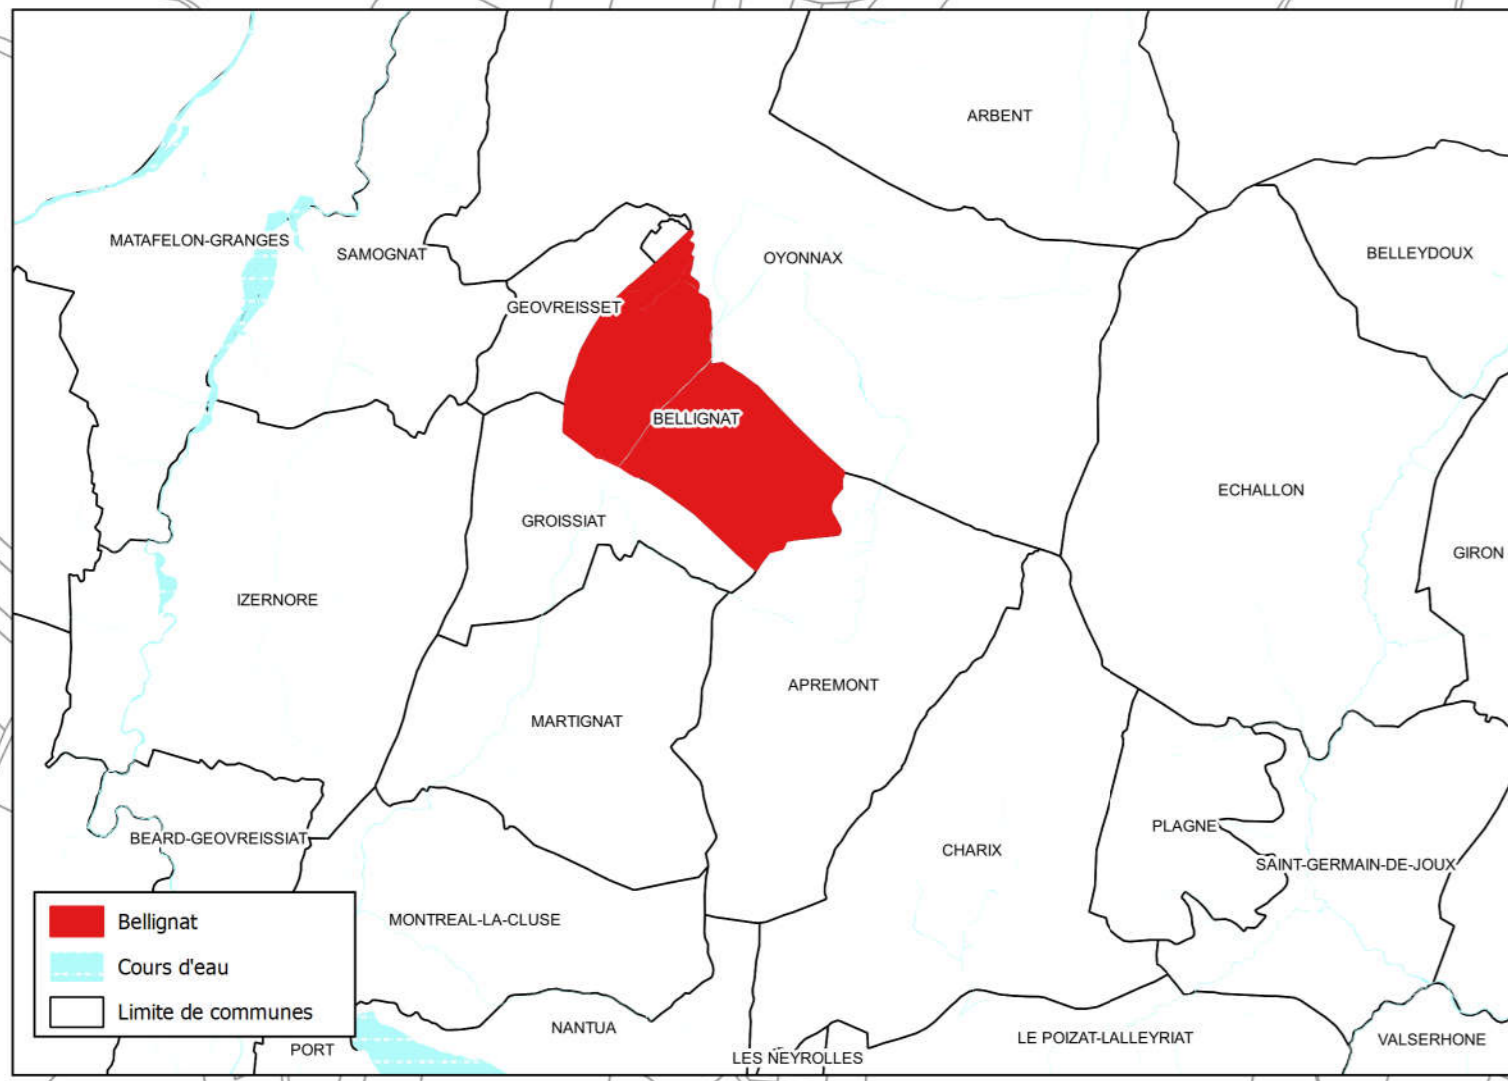 ARBENT
MATAFELON-GRANGES
SAMOGNAT
OYONNAX
BELLEYDOUX
GEOVREISSET
BELLIGNAT
ECHALLON
GROISSIAT
GIRON
IZERNORE
APREMONT
MARTIGNAT
PLAGNE
BEARD-GEOVREISSIAT
CHARIX
SAINT-GERMAIN-DE-JOUX
MONTREAL-LA-CLUSE
Bellignat
Cours d'eau
Limite de communes
NANTUA
LE POIZAT-LALLEYRIAT
VALSERHONE
PORT
LES NEYROLLES